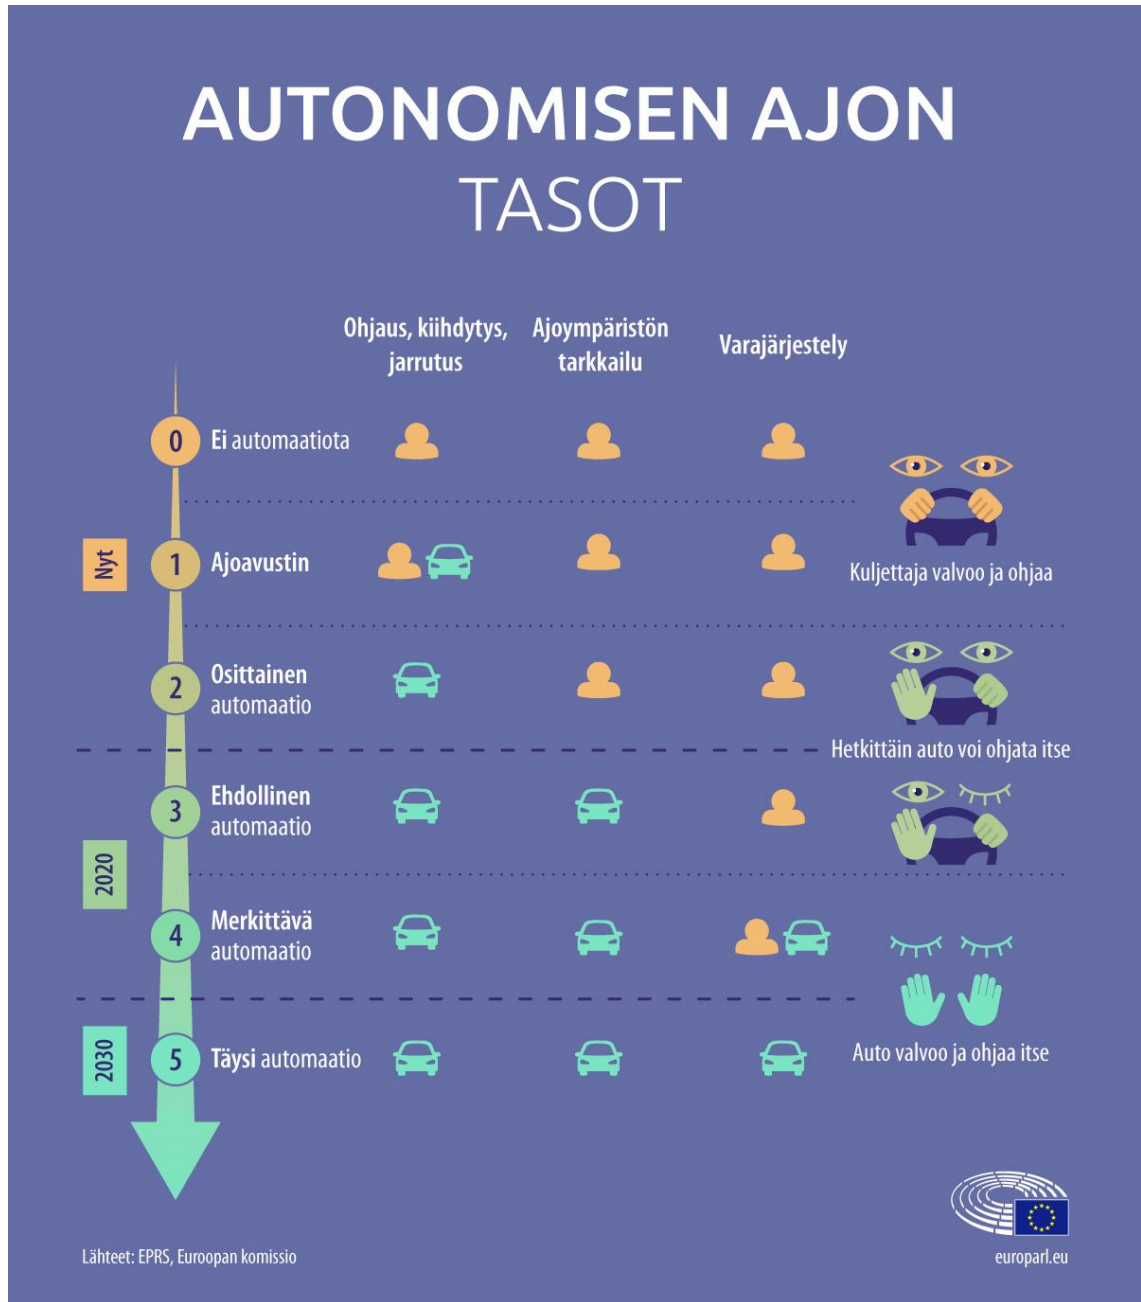 AUTONOMISEN AJON
TASOT
Ohjaus, kiihdytys,
jarrutus
Ajoympäristön
tarkkailu
Varajärjestely
0
Ei automaatiota
Nyt
1
Ajoavustin
Kuljettaja valvoo ja ohjaa
2
Osittainen
automaatio
Hetkittäin auto voi ohjata itse
3
Ehdollinen
automaatio
2020
4
Merkittävä
automaatio
2030
5
Täysi automaatio
Auto valvoo ja ohjaa itse
Lähteet: EPRS, Euroopan komissio
europarl.eu